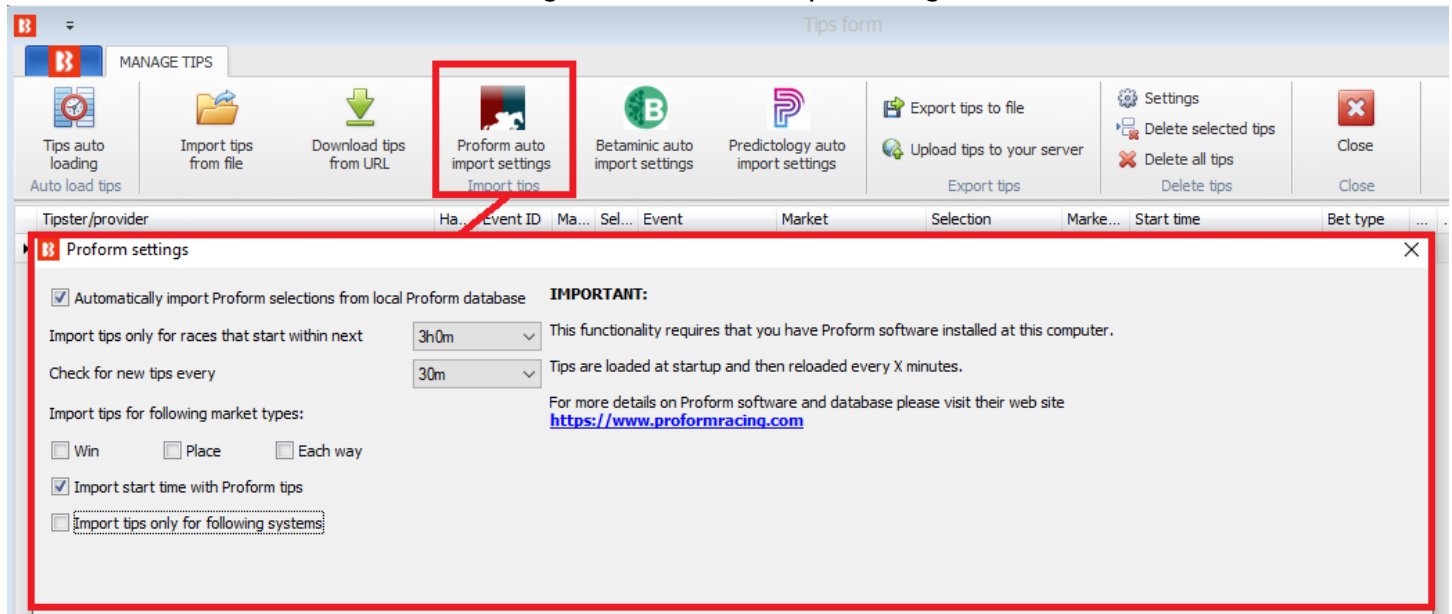 Tips form
MANAGE TIPS
Tips auto
loading
Import tips
from file
Download tips
from URL
Proform auto
import settings
Betaminic auto
import settings
Predictology auto
import settings
Export tips to file
Upload tips to your server
Settings
Delete selected tips
Delete all tips
Close
Auto load tips
Import tips
Export tips
Delete tips
Close
Tipster/provider Ha... Event ID Ma... Sel... Event Market Selection Marke... Start time Bet type ...
Proform settings
Automatically import Proform selections from local Proform database
Import tips only for races that start within next 3h0m
Check for new tips every 30m
Import tips for following market types:
Win Place Each way
Import start time with Proform tips
Import tips only for following systems
IMPORTANT:
This functionality requires that you have Proform software installed at this computer.
Tips are loaded at startup and then reloaded every X minutes.
For more details on Proform software and database please visit their web site
https://www.proformracing.com